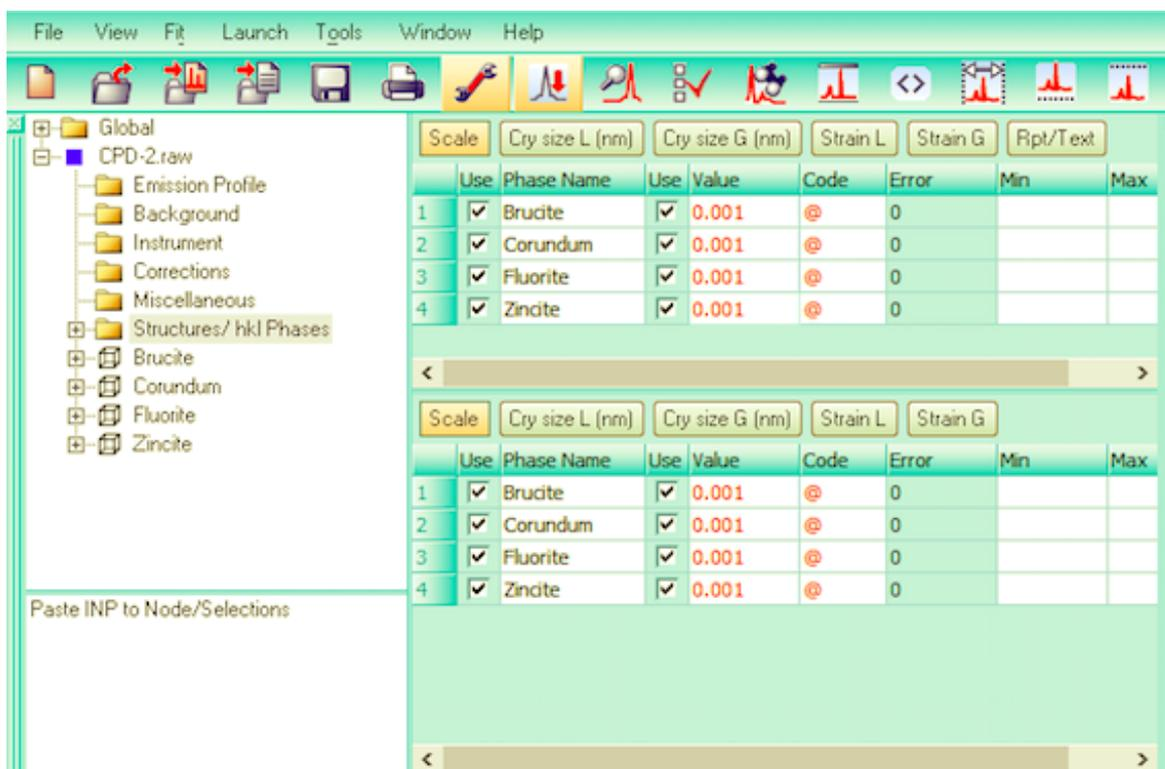 File View Fit Launch Tools Window Help
Global
CPD-2.raw
Emission Profile
Background
Instrument
Corrections
Miscellaneous
Structures/ hkl Phases
Brucite
Corundum
Fluorite
Zincite
Paste INP to Node/Selections
Scale Cry size L (nm) Cry size G (nm) Strain L Strain G Rpt/Text
Use Phase Name Use Value Code Error Min Max
1 Brucite 0.001 @ 0
2 Corundum 0.001 @ 0
3 Fluorite 0.001 @ 0
4 Zincite 0.001 @ 0
Scale Cry size L (nm) Cry size G (nm) Strain L Strain G
Use Phase Name Use Value Code Error Min Max
1 Brucite 0.001 @ 0
2 Corundum 0.001 @ 0
3 Fluorite 0.001 @ 0
4 Zincite 0.001 @ 0